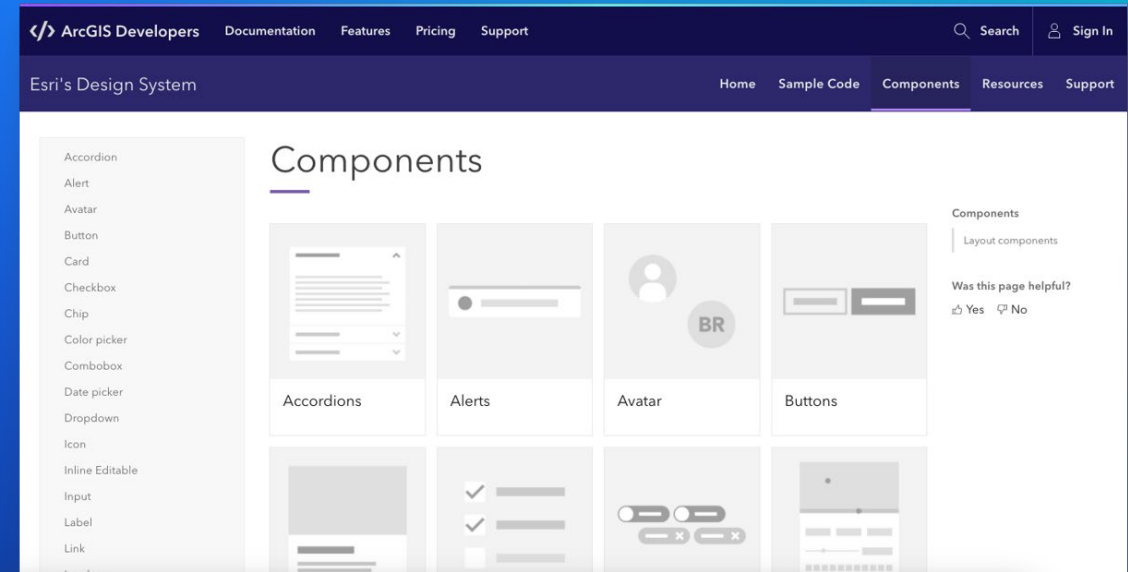 </> ArcGIS Developers Documentation Features Pricing Support Search Sign In
Esri's Design System Home Sample Code Components Resources Support
Accordion
Alert
Avatar
Button
Card
Checkbox
Chip
Color picker
Combobox
Date picker
Dropdown
Icon
Inline Editable
Input
Label
Link
Components
BR
Accordions Alerts Avatar Buttons
Components
Layout components
Was this page helpful?
Yes No